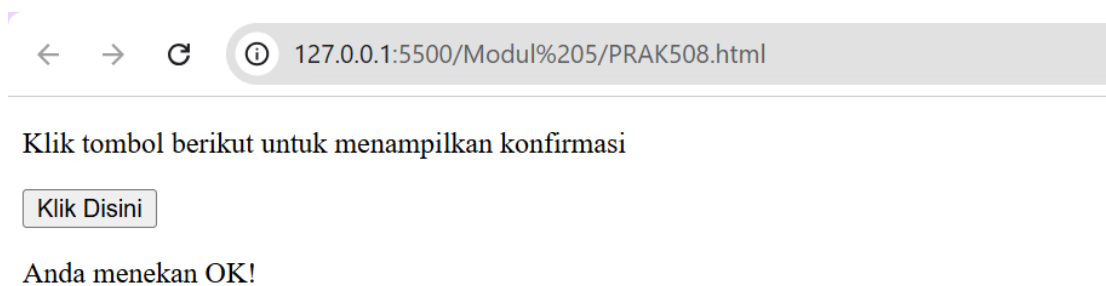 127.0.0.1:5500/Modul%205/PRAK508.html
Klik tombol berikut untuk menampilkan konfirmasi
Klik Disini
Anda menekan OK!